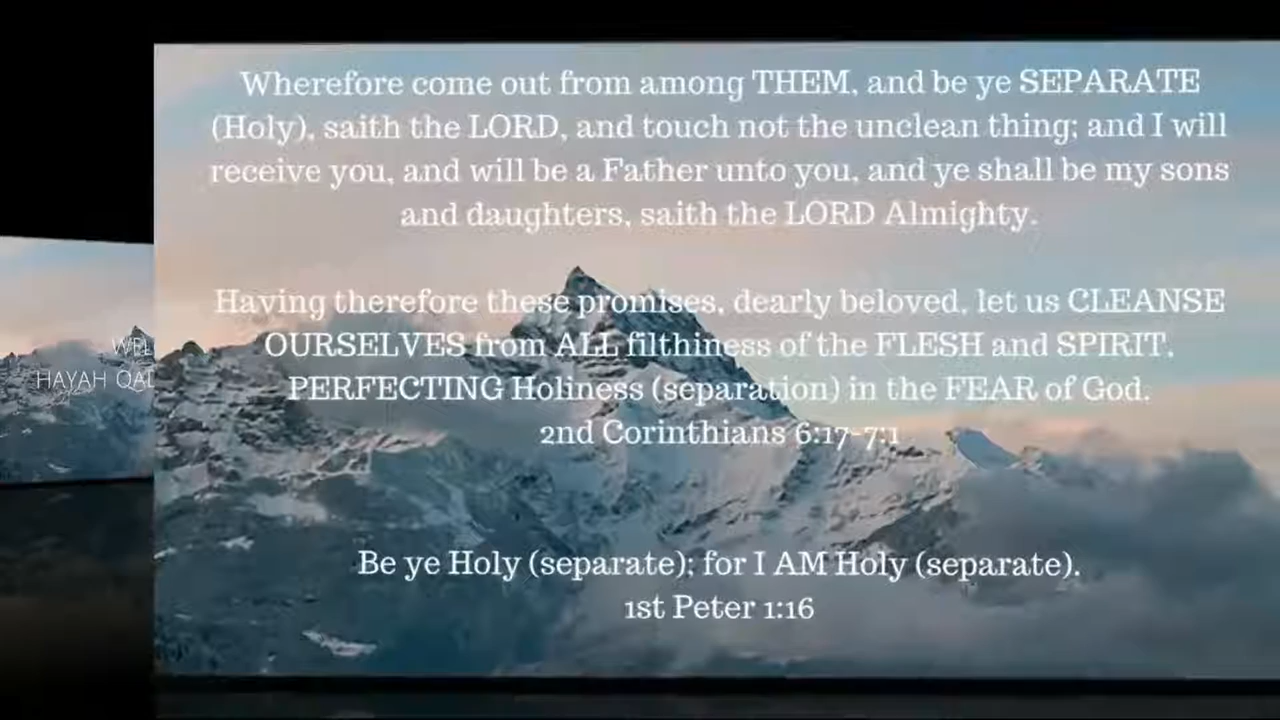 Wherefore come out from among THEM, and be ye SEPARATE
(Holy), saith the LORD, and touch not the unclean thing; and I will
receive you, and will be a Father unto you, and ye shall be my sons
and daughters, saith the LORD Almighty.
Having therefore these promises, dearly beloved, let us CLEANSE
OURSELVES from ALL filthiness of the FLESH and SPIRIT,
PERFECTING Holiness (separation) in the FEAR of God.
2nd Corinthians 6:17-7:1
Be ye Holy (separate); for I AM Holy (separate).
1st Peter 1:16
WEL
HAYAH QAD